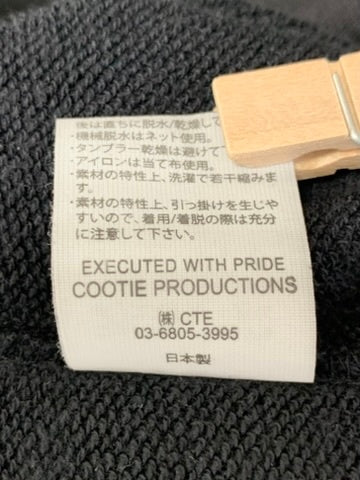 後は直ちに脱水/乾燥して
・機械脱水はネット使用。
・タンブラー乾燥は避けて
・アイロンは当て布使用。
・素材の特性上、洗濯で若干縮みます。
・素材の特性上、引っ掛けを生じや
すいので、着用/着脱の際は充分
に注意して下さい。
EXECUTED WITH PRIDE
COOTIE PRODUCTIONS
㈱ CTE
03-6805-3995
日本製